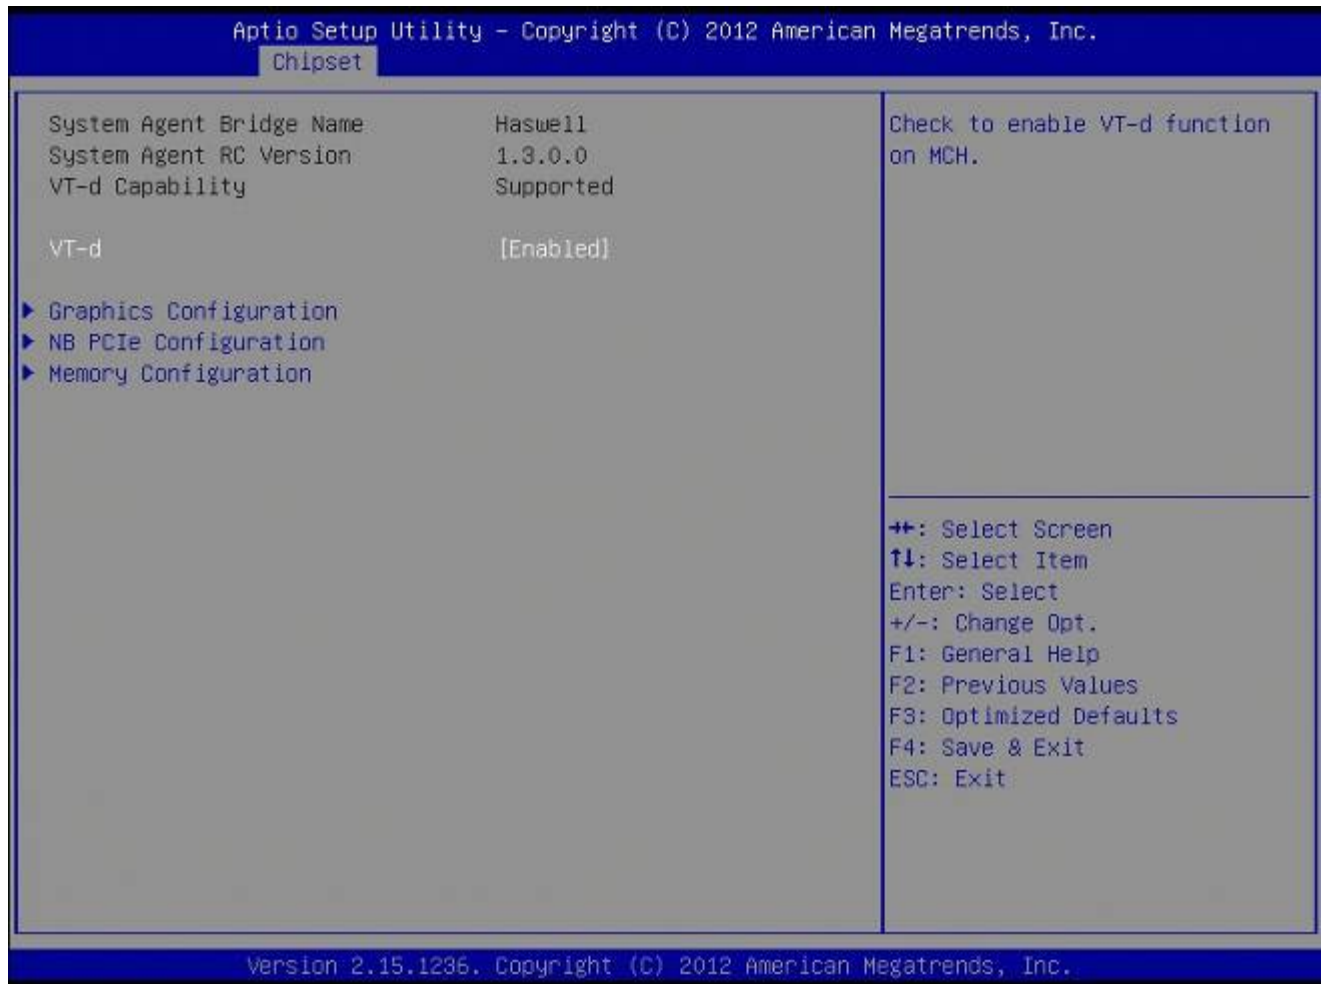 Aptio Setup Utility – Copyright (C) 2012 American Megatrends, Inc.
Chipset
System Agent Bridge Name Haswell
System Agent RC Version 1.3.0.0
VT-d Capability Supported
VT-d [Enabled]
Graphics Configuration
NB PCIe Configuration
Memory Configuration
Check to enable VT-d function
on MCH.
→←: Select Screen
↑↓: Select Item
Enter: Select
+/-: Change Opt.
F1: General Help
F2: Previous Values
F3: Optimized Defaults
F4: Save & Exit
ESC: Exit
Version 2.15.1236. Copyright (C) 2012 American Megatrends, Inc.